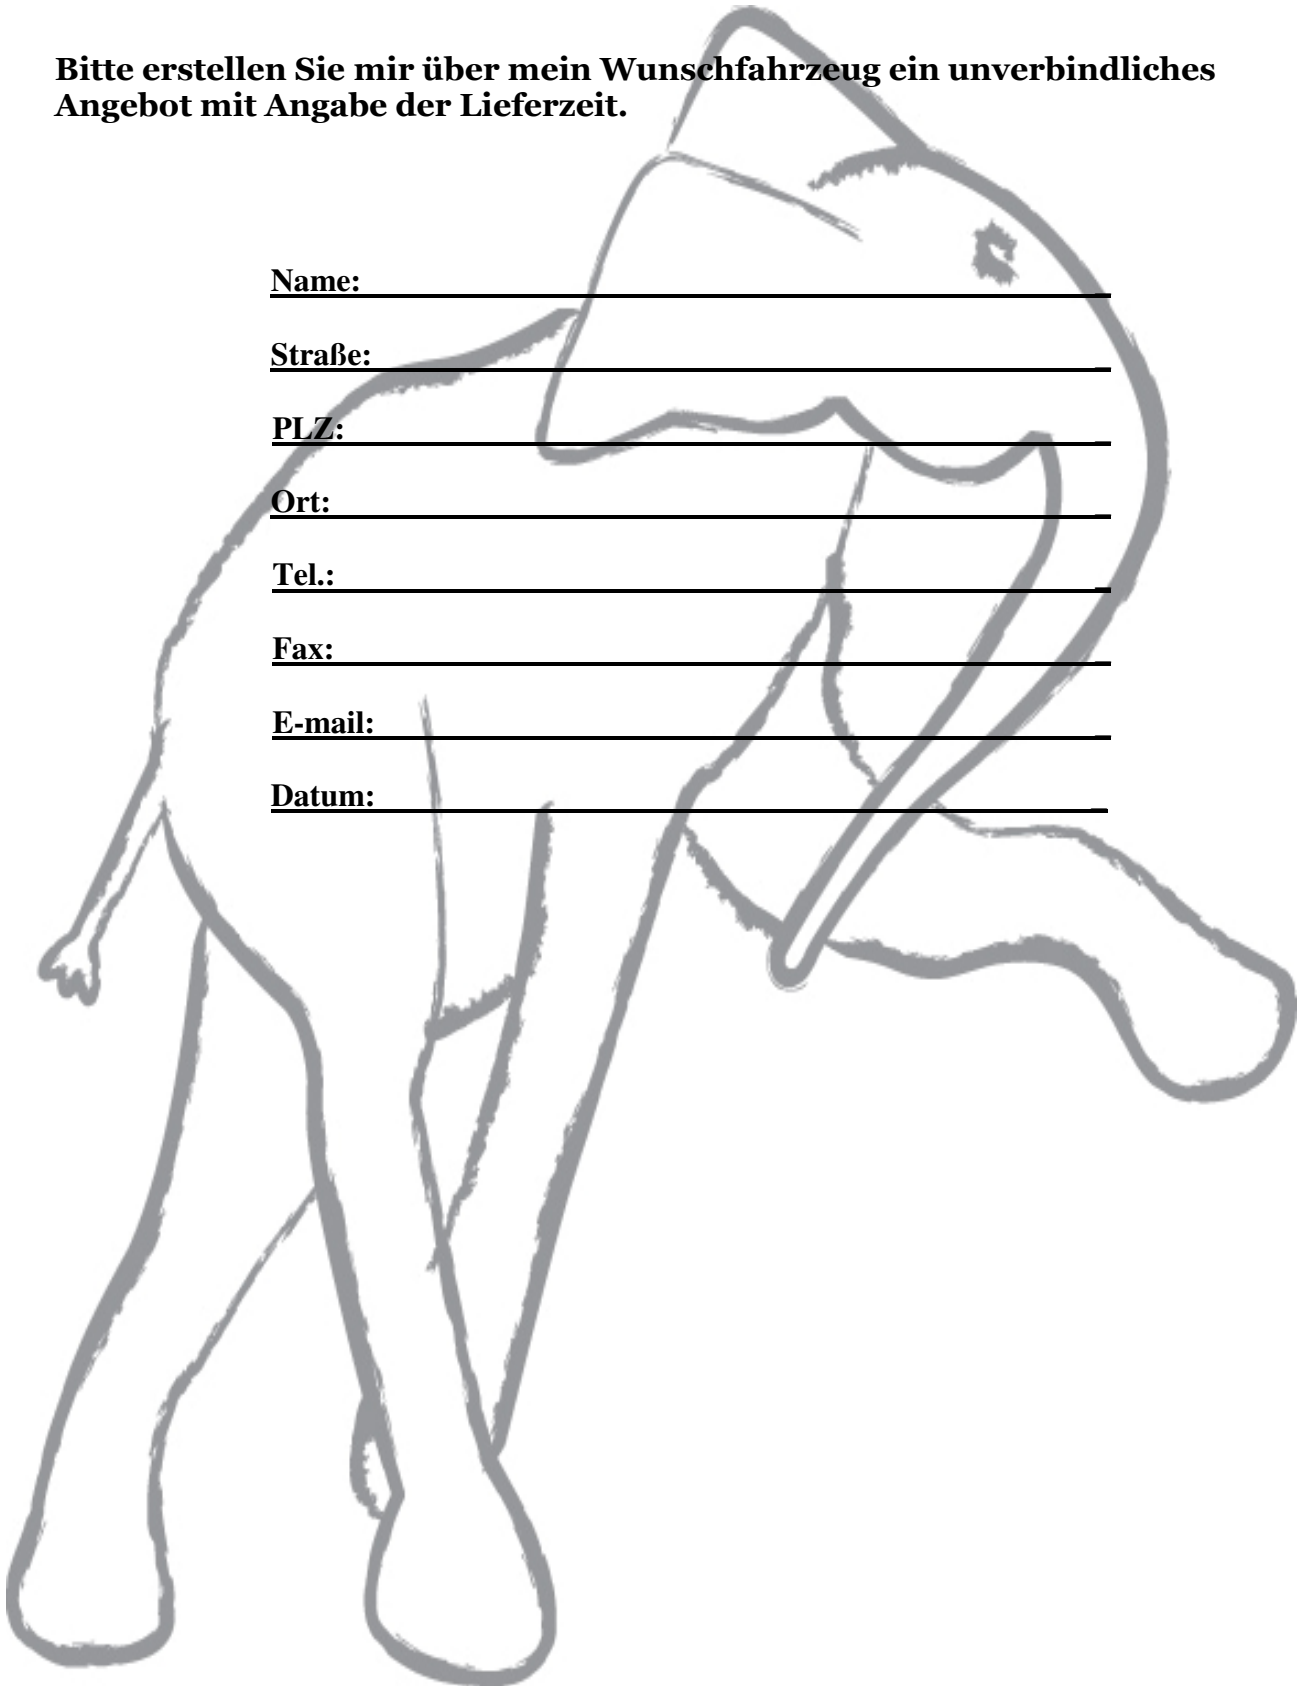 Bitte erstellen Sie mir über mein Wunschfahrzeug ein unverbindliches
Angebot mit Angabe der Lieferzeit.
Name:
Straße:
PLZ:
Ort:
Tel.:
Fax:
E-mail:
Datum: